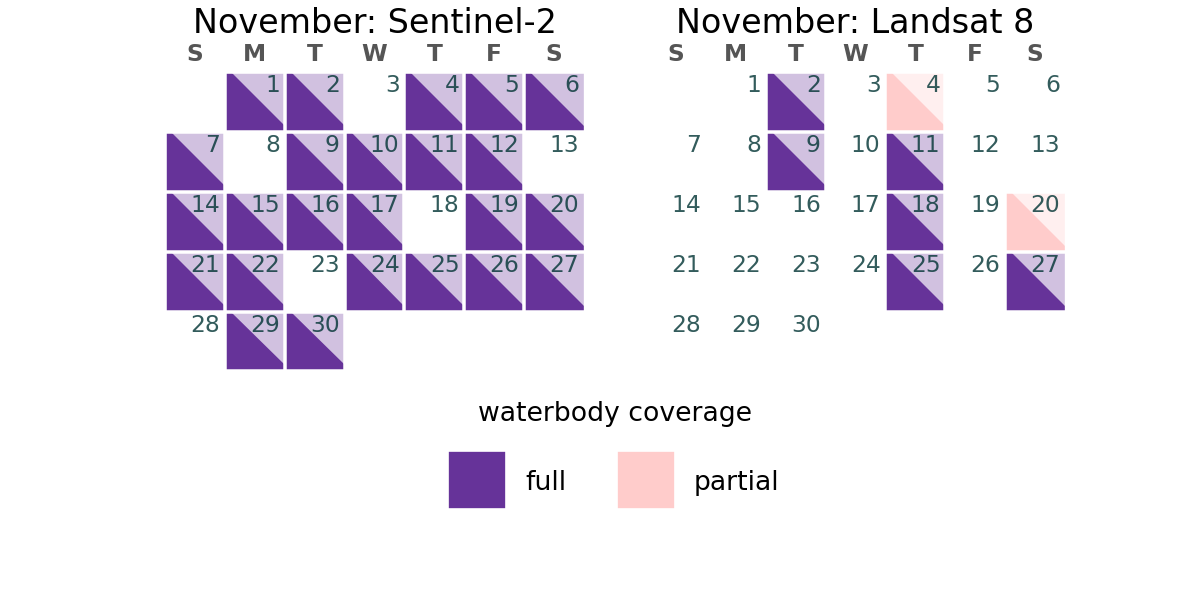 November: Sentinel-2
S M T W T F S
1 2 3 4 5 6
7 8 9 10 11 12 13
14 15 16 17 18 19 20
21 22 23 24 25 26 27
28 29 30
November: Landsat 8
S M T W T F S
1 2 3 4 5 6
7 8 9 10 11 12 13
14 15 16 17 18 19 20
21 22 23 24 25 26 27
28 29 30
waterbody coverage
full partial